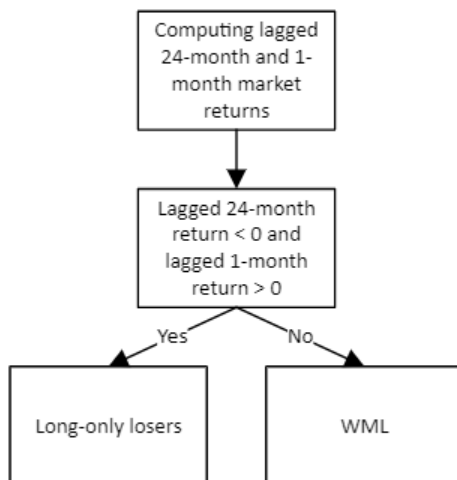 Computing lagged
24-month and 1-
month market
returns
Lagged 24-month
return < 0 and
lagged 1-month
return > 0
Yes
No
Long-only losers
WML